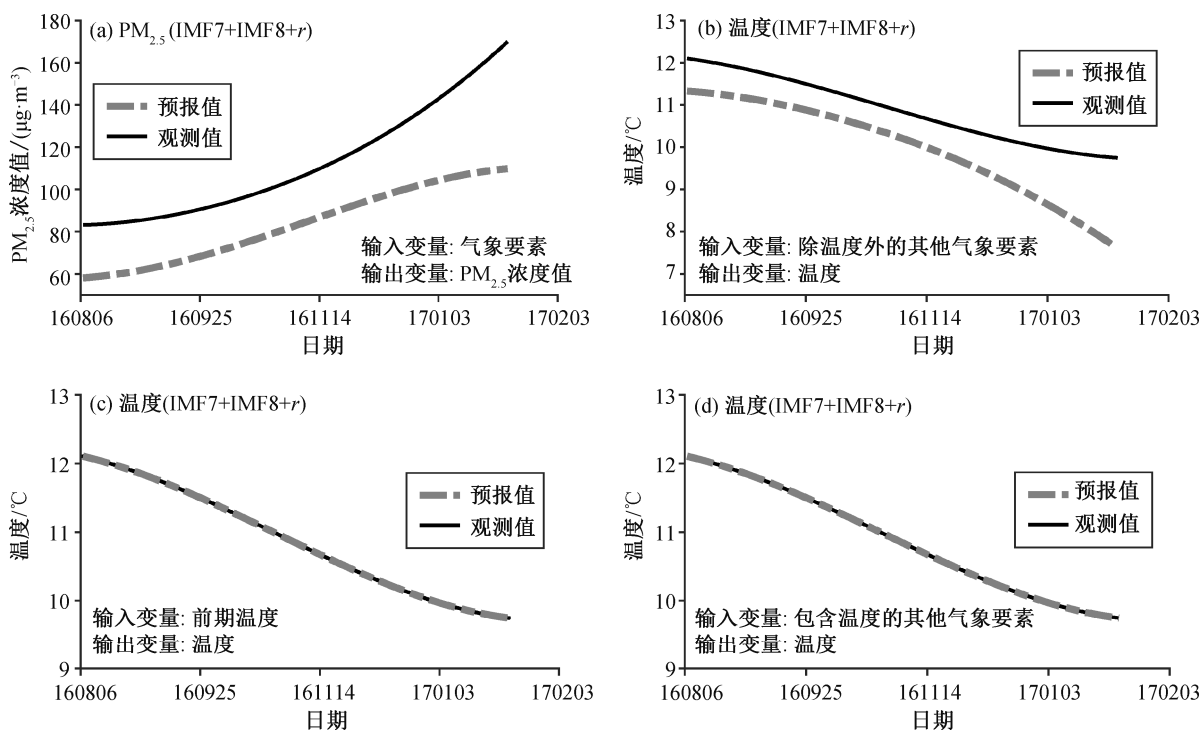 (a) PM2.5 (IMF7+IMF8+r)
预报值
观测值
PM2.5浓度值/(μg·m⁻³)
180
160
140
120
100
80
60
输入变量: 气象要素
输出变量: PM2.5浓度值
160806 160925 161114 170103 170203
日期
(b) 温度(IMF7+IMF8+r)
预报值
观测值
温度/℃
13
12
11
10
9
8
7
输入变量: 除温度外的其他气象要素
输出变量: 温度
160806 160925 161114 170103 170203
日期
(c) 温度(IMF7+IMF8+r)
预报值
观测值
温度/℃
13
12
11
10
9
输入变量: 前期温度
输出变量: 温度
160806 160925 161114 170103 170203
日期
(d) 温度(IMF7+IMF8+r)
预报值
观测值
温度/℃
13
12
11
10
9
输入变量: 包含温度的其他气象要素
输出变量: 温度
160806 160925 161114 170103 170203
日期